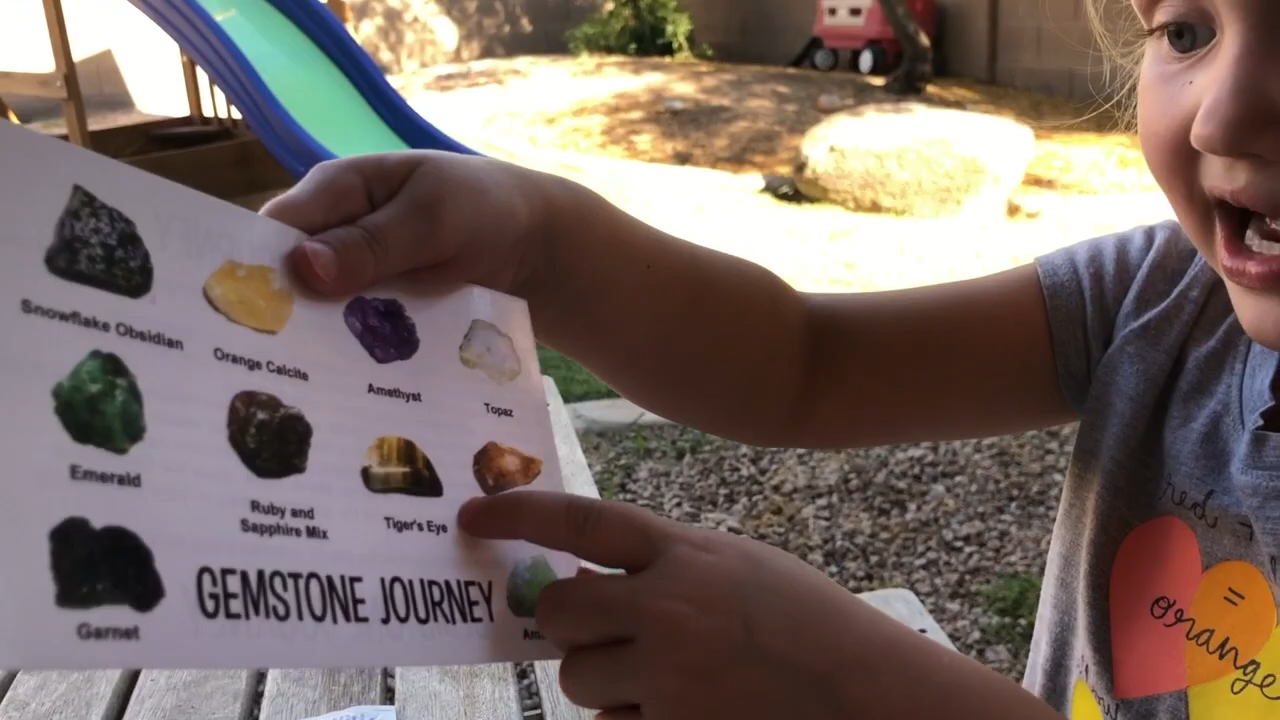 Snowflake Obsidian
Orange Calcite
Amethyst
Topaz
Emerald
Ruby and
Sapphire Mix
Tiger's Eye
Garnet
GEMSTONE JOURNEY
red +
=
orange